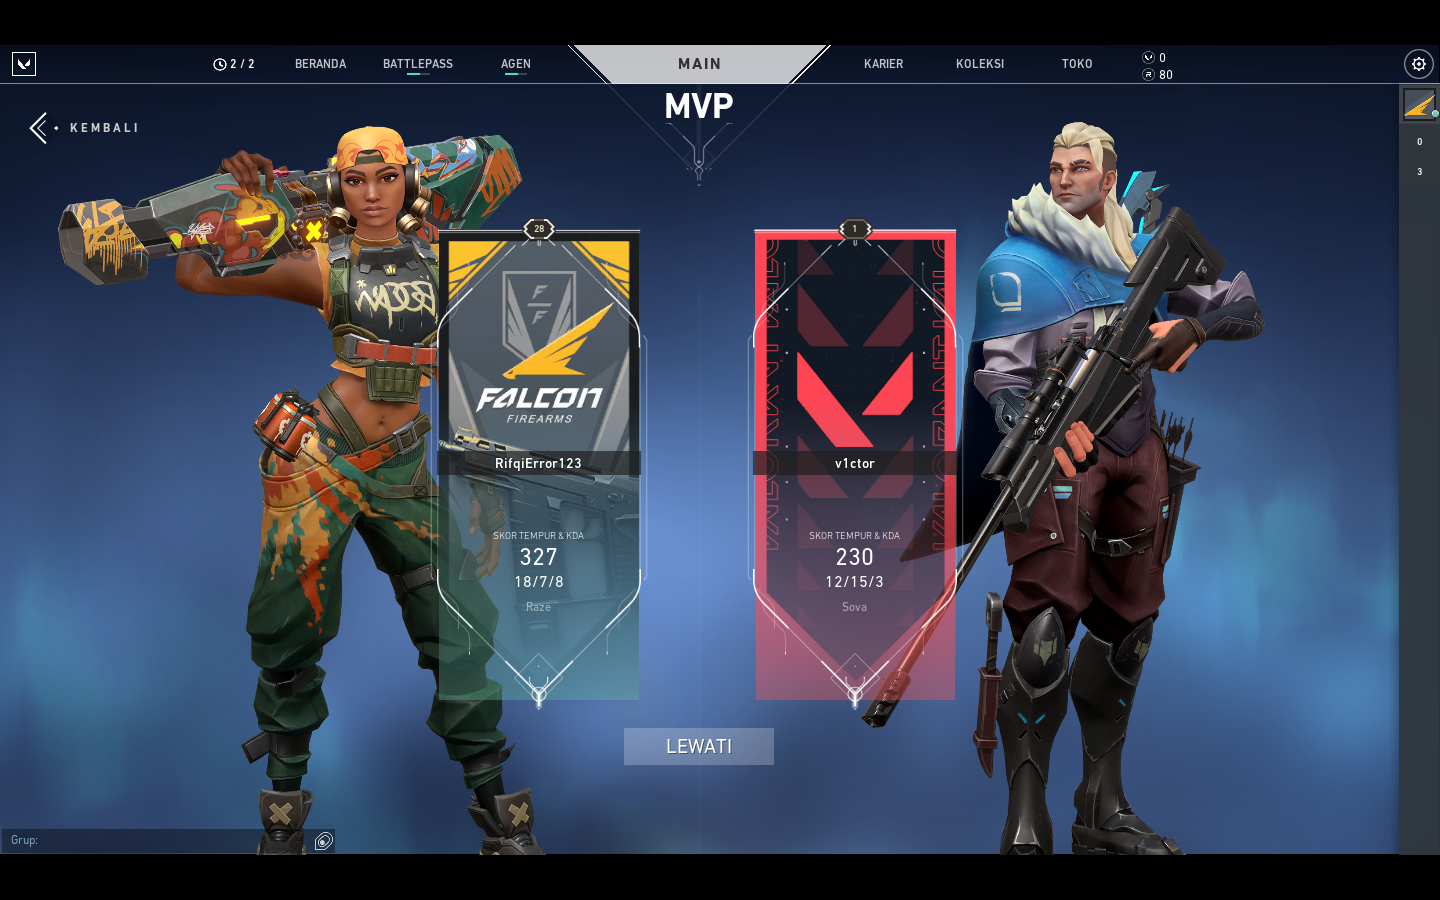 2 / 2
BERANDA
BATTLEPASS
AGEN
MAIN
KARIER
KOLEKSI
TOKO
0
R 80
MVP
KEMBALI
0
3
28
1
F
F
FALCON
FIREARMS
RifqiError123
v1ctor
SKOR TEMPUR & KDA
327
18/7/8
Raze
SKOR TEMPUR & KDA
230
12/15/3
Sova
LEWATI
Grup: